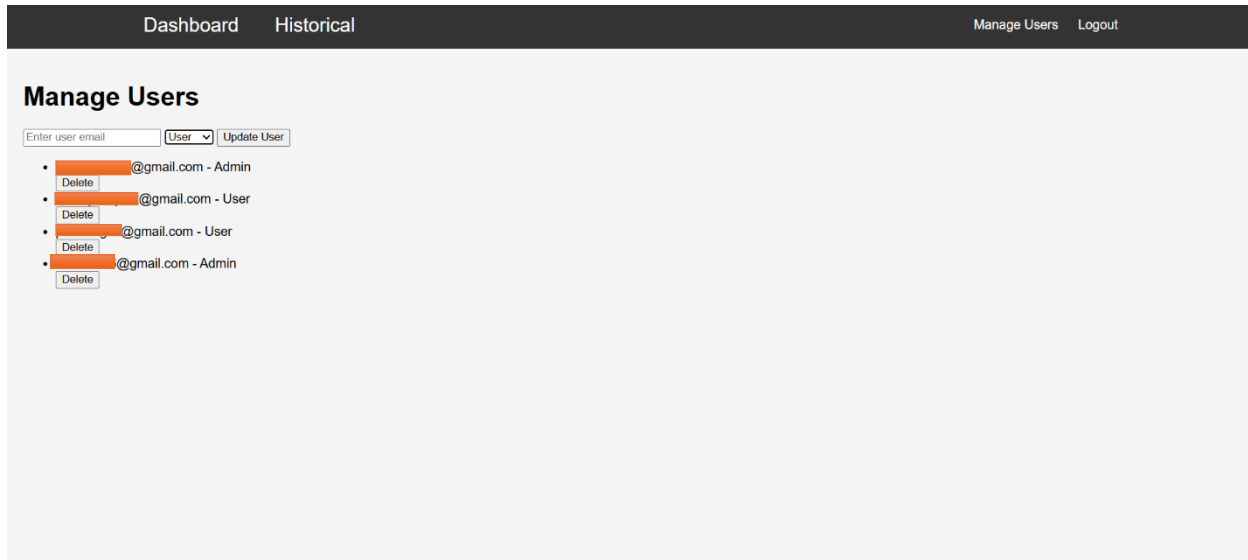 Dashboard Historical Manage Users Logout
Manage Users
Enter user email User Update User
@gmail.com - Admin
Delete
@gmail.com - User
Delete
@gmail.com - User
Delete
@gmail.com - Admin
Delete